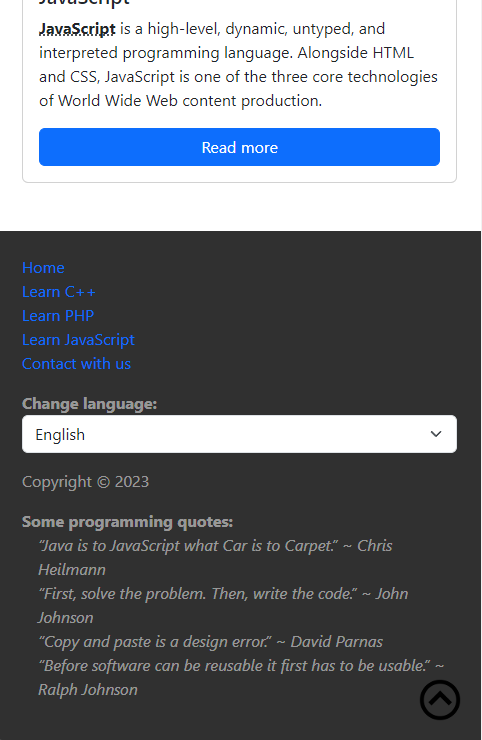 JavaScript
JavaScript is a high-level, dynamic, untyped, and
interpreted programming language. Alongside HTML
and CSS, JavaScript is one of the three core technologies
of World Wide Web content production.
Read more
Home
Learn C++
Learn PHP
Learn JavaScript
Contact with us
Change language:
English
Copyright © 2023
Some programming quotes:
“Java is to JavaScript what Car is to Carpet.” ~ Chris
Heilmann
“First, solve the problem. Then, write the code.” ~ John
Johnson
“Copy and paste is a design error.” ~ David Parnas
“Before software can be reusable it first has to be usable.” ~
Ralph Johnson